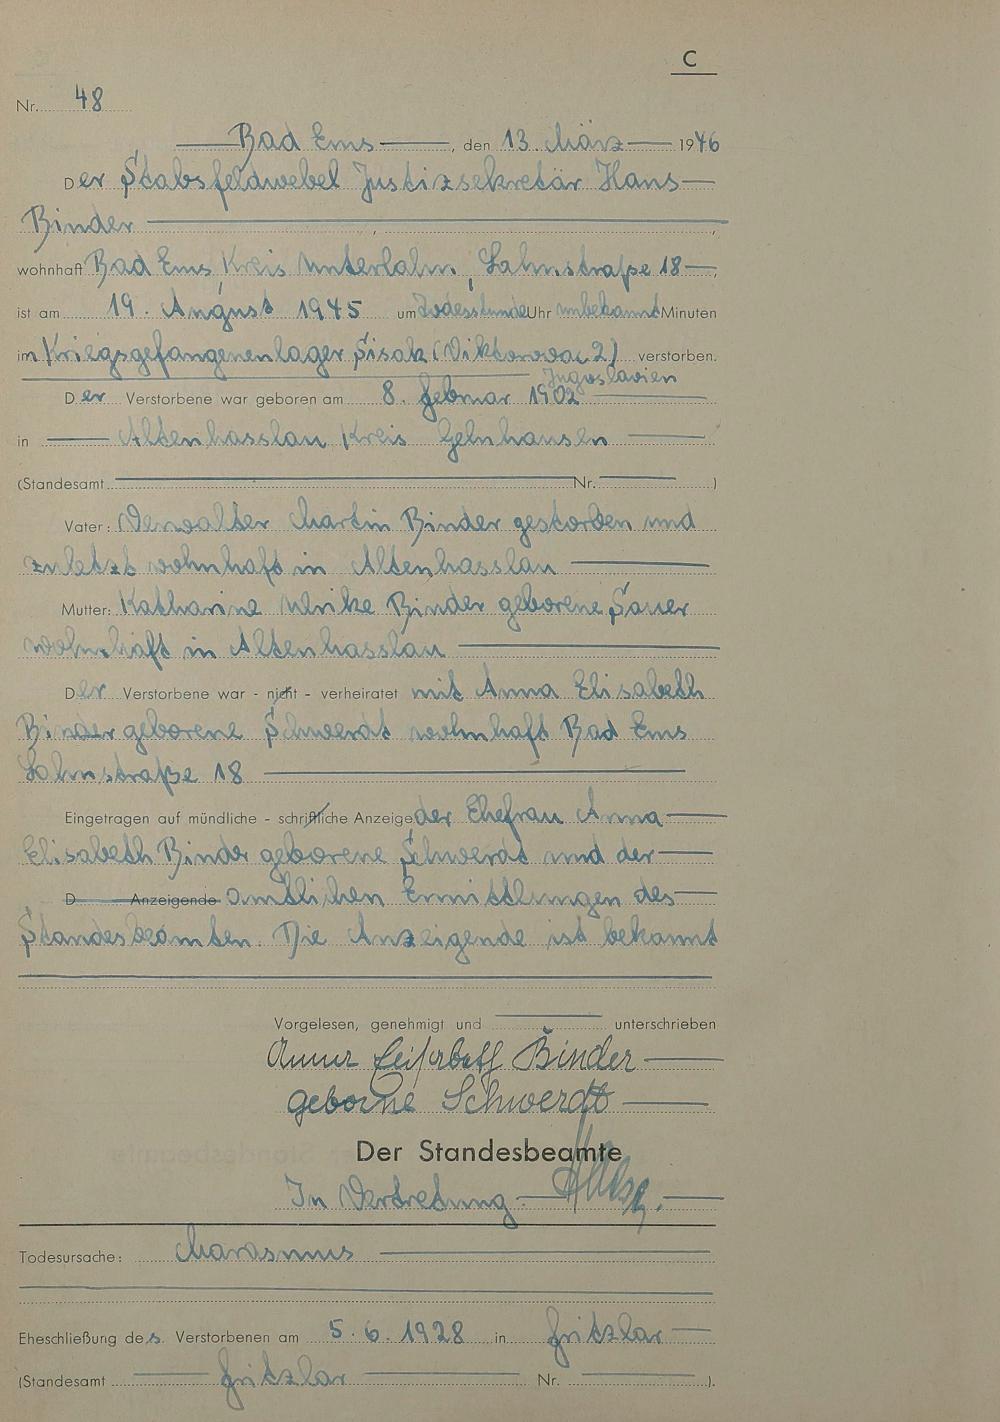 C
Nr. 48
Bad Ems, den 13. März 1946
Der Stabsfeldwebel Justizsekretär Hans
Binder
wohnhaft Bad Ems, Kreis Unterlahn, Lahnstraße 18
ist am 19. August 1945 um Todesstunde Uhr unbekannt Minuten
im Kriegsgefangenenlager Sisak (Viktorovac 2) verstorben.
Jugoslavien
Der Verstorbene war geboren am 8. Februar 1902
in Altenhasslau Kreis Gelnhausen
(Standesamt Nr. )
Vater: Verwalter Martin Binder gestorben und
zuletzt wohnhaft in Altenhasslau
Mutter: Katharine Ulrike Binder geborene Sauer
wohnhaft in Altenhasslau
Der Verstorbene war - nicht - verheiratet mit Anna Elisabeth
Binder geborene Schwerdt wohnhaft Bad Ems
Lahnstraße 18
Eingetragen auf mündliche - schriftliche Anzeige der Ehefrau Anna
Elisabeth Binder geborene Schwerdt und der
D Anzeigende amtlichen Ermittlungen des
Standesbeamten. Die Anzeigende ist bekannt
Vorgelesen, genehmigt und unterschrieben
Anna Elisabeth Binder
geborne Schwerdt
Der Standesbeamte
In Vertretung
Todesursache: Marasmus
Eheschließung des Verstorbenen am 5.6.1928 in Fritzlar
(Standesamt Fritzlar Nr. ).